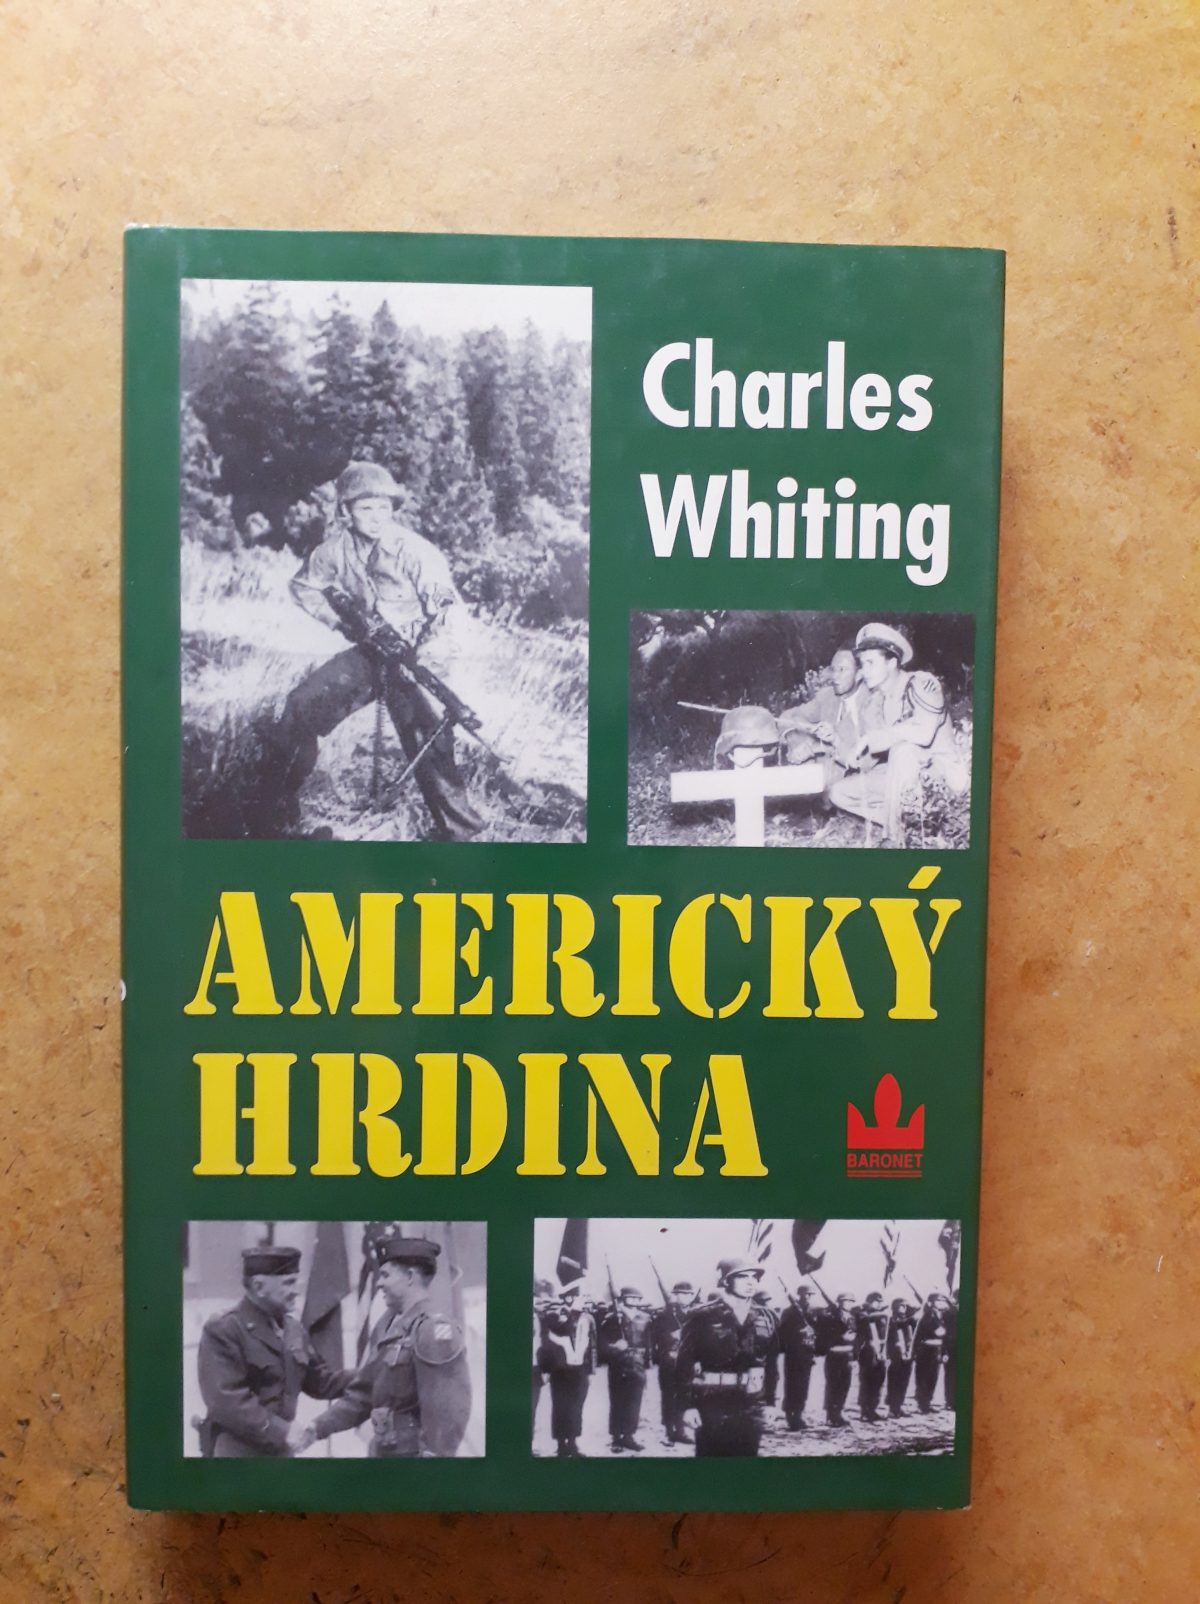 Charles
Whiting
AMERICKÝ
HRDINA
BARONET